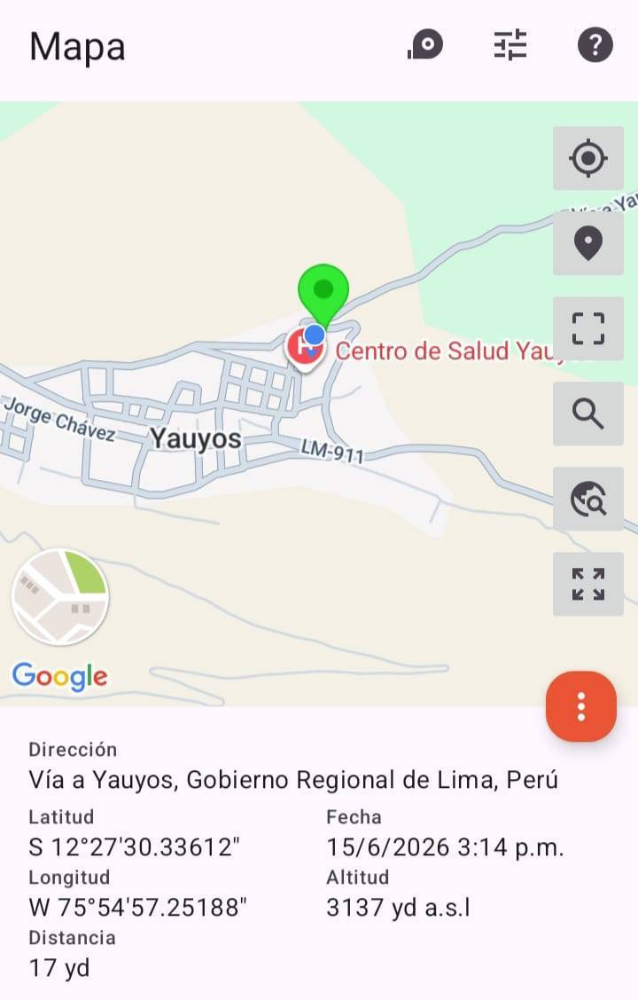 Mapa
Centro de Salud
Jorge Chávez
Yauyos
LM-911
Google
Dirección
Vía a Yauyos, Gobierno Regional de Lima, Perú
Latitud
Fecha
S 12°27'30.33612"
15/6/2026 3:14 p.m.
Longitud
Altitud
W 75°54'57.25188"
3137 yd a.s.l
Distancia
17 yd